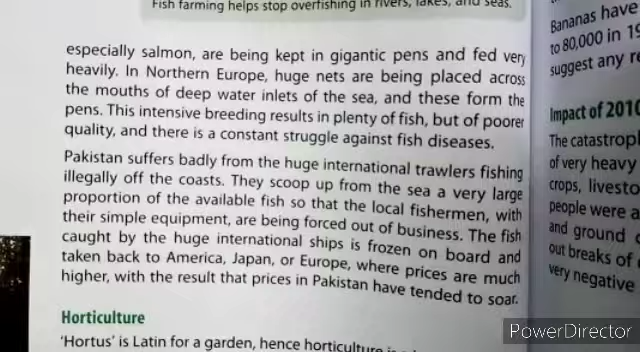 Fish farming helps stop overfishing in rivers, lakes, and seas.
especially salmon, are being kept in gigantic pens and fed very
heavily. In Northern Europe, huge nets are being placed across
the mouths of deep water inlets of the sea, and these form the
pens. This intensive breeding results in plenty of fish, but of poorer
quality, and there is a constant struggle against fish diseases.
Pakistan suffers badly from the huge international trawlers fishing
illegally off the coasts. They scoop up from the sea a very large
proportion of the available fish so that the local fishermen, with
their simple equipment, are being forced out of business. The fish
caught by the huge international ships is frozen on board and
taken back to America, Japan, or Europe, where prices are much
higher, with the result that prices in Pakistan have tended to soar.
Horticulture
'Hortus' is Latin for a garden, hence horticulture
Bananas have
to 80,000 in
suggest any
Impact of 2010
The
of very heavy
crops,
people were
and ground
out breaks of
very negative
PowerDirector